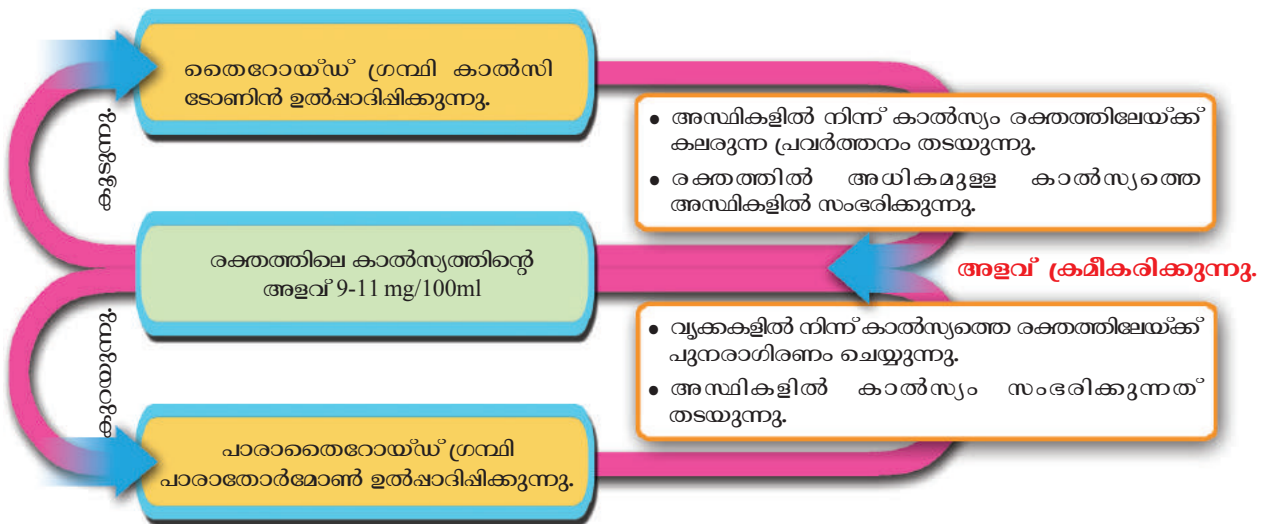 തൈറോയ്ഡ് ഗ്രന്ഥി കാൽസി
ടോണിൻ ഉൽപ്പാദിപ്പിക്കുന്നു.
കൂടുന്നു.
• അസ്ഥികളിൽ നിന്ന് കാൽസ്യം രക്തത്തിലേയ്ക്ക്
കലരുന്ന പ്രവർത്തനം തടയുന്നു.
• രക്തത്തിൽ അധികമുള്ള കാൽസ്യത്തെ
അസ്ഥികളിൽ സംഭരിക്കുന്നു.
രക്തത്തിലെ കാൽസ്യത്തിന്റെ
അളവ് 9-11 mg/100ml
അളവ് ക്രമീകരിക്കുന്നു.
കുറയുന്നു.
• വൃക്കകളിൽ നിന്ന് കാൽസ്യത്തെ രക്തത്തിലേയ്ക്ക്
പുനരാഗിരണം ചെയ്യുന്നു.
• അസ്ഥികളിൽ കാൽസ്യം സംഭരിക്കുന്നത്
തടയുന്നു.
പാരാതൈറോയ്ഡ് ഗ്രന്ഥി
പാരാതോർമോൺ ഉൽപ്പാദിപ്പിക്കുന്നു.